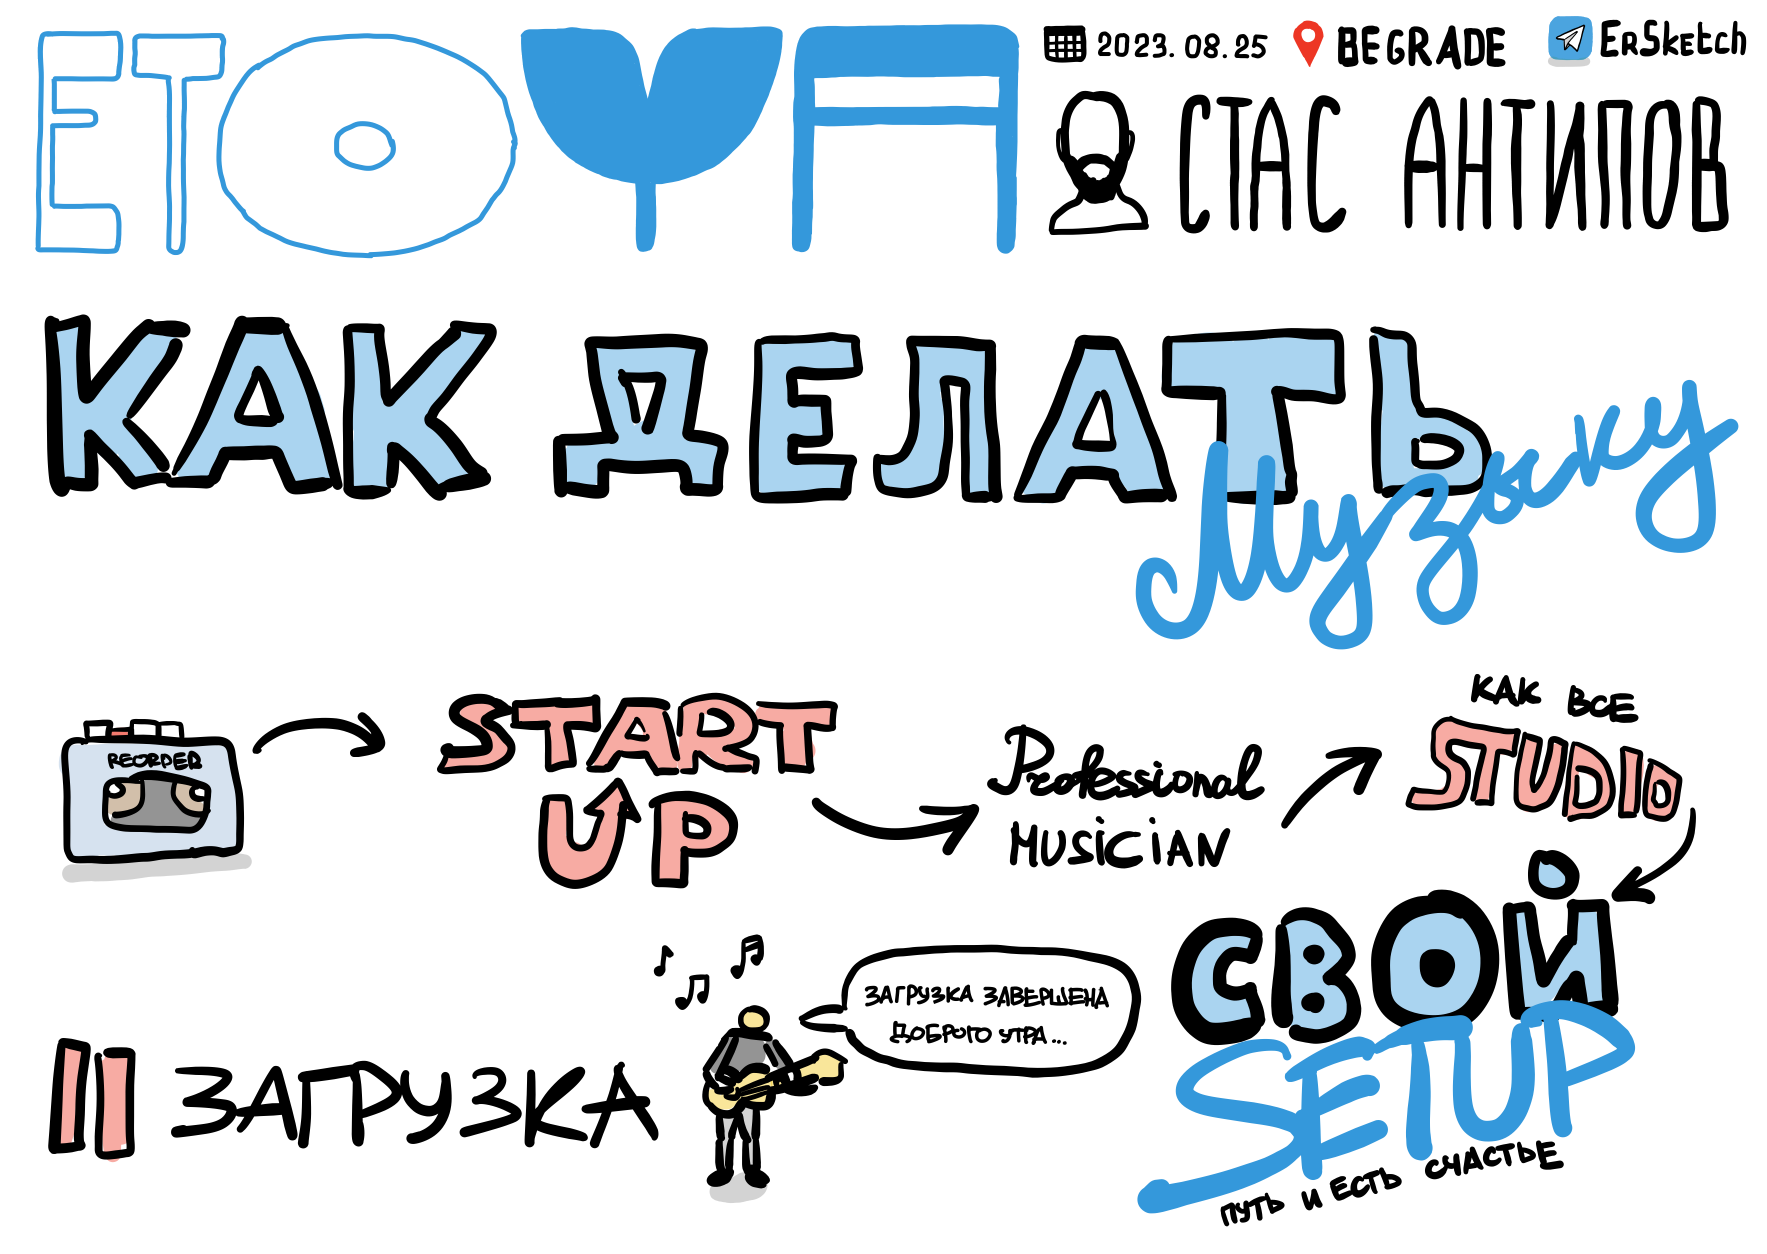 ETOYA
2023.08.25 BEGRADE ErSketch
СТАС АНТИПОВ
КАК ДЕЛАТЬ
Музыку
REORDER
START
UP
Professional
MUSICIAN
КАК ВСЕ
STUDIO
СВОЙ
SETUP
ПУТЬ И ЕСТЬ СЧАСТЬЕ
ЗАГРУЗКА
ЗАГРУЗКА ЗАВЕРШЕНА
ДОБРОГО УТРА...